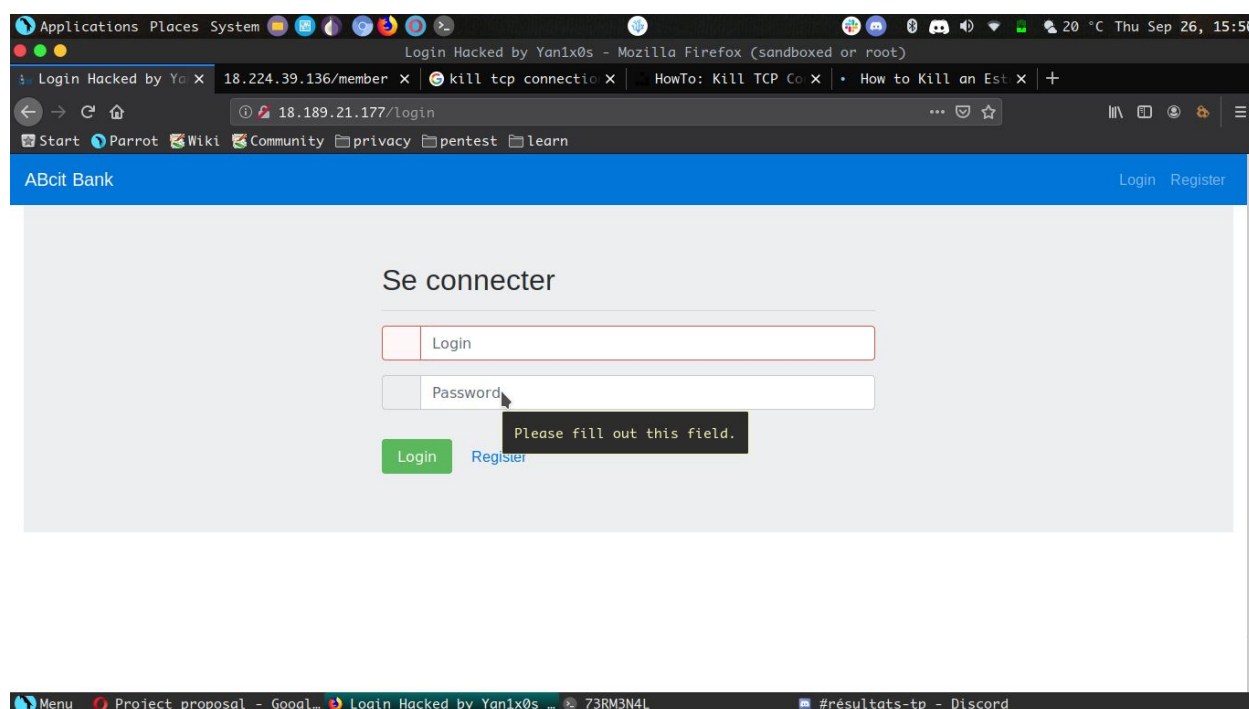 Applications Places System 20 °C Thu Sep 26, 15:50
Login Hacked by Yan1x0s - Mozilla Firefox (sandboxed or root)
Login Hacked by Ya 18.224.39.136/member kill tcp connectio HowTo: Kill TCP Co How to Kill an Est
18.189.21.177/login
Start Parrot Wiki Community privacy pentest learn
ABcit Bank Login Register
Se connecter
Login
Password
Please fill out this field.
Login Register
Menu Project proposal - Googl… Login Hacked by Yan1x0s … 73RM3N4L #résultats-tp - Discord